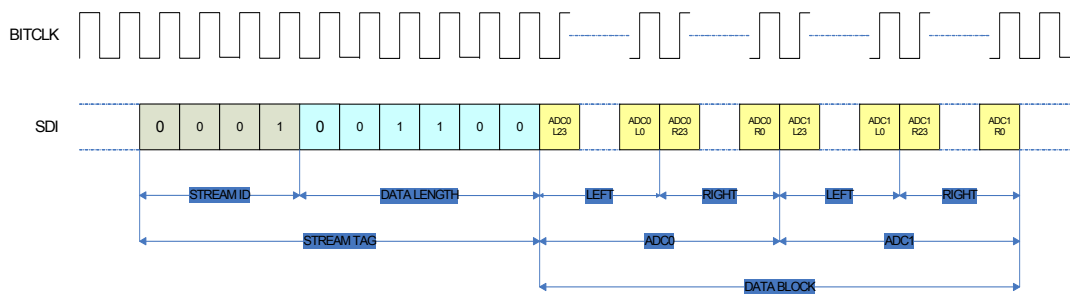 BITCLK
SDI
0 0 0 1 0 0 1 1 0 0 ADC0 L23 ADC0 L0 ADC0 R23 ADC0 R0 ADC1 L23 ADC1 L0 ADC1 R23 ADC1 R0
STREAM ID DATA LENGTH LEFT RIGHT LEFT RIGHT
STREAM TAG ADC0 ADC1
DATA BLOCK